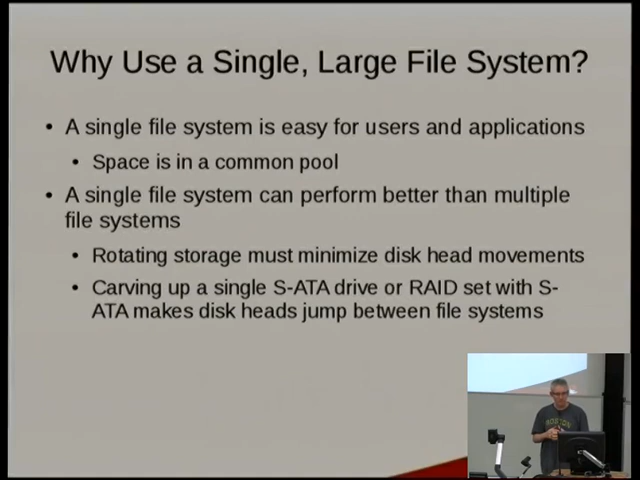 Why Use a Single, Large File System?
• A single file system is easy for users and applications
• Space is in a common pool
• A single file system can perform better than multiple
file systems
• Rotating storage must minimize disk head movements
• Carving up a single S-ATA drive or RAID set with S-
ATA makes disk heads jump between file systems
BOSTON